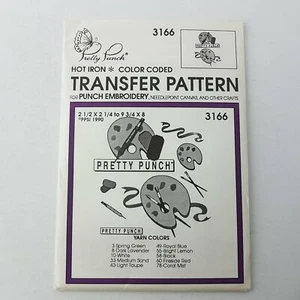 Pretty Punch®
3166
HOT IRON * COLOR CODED
TRANSFER PATTERN
FOR PUNCH EMBROIDERY, NEEDLEPOINT CANVAS, AND OTHER CRAFTS.
2 1/2 X 2 1/4 to 9 3/4 X 8
©PPSI 1990
3166
PRETTY PUNCH®
PRETTY PUNCH
YARN COLORS
3-Spring Green 49-Royal Blue
8-Dark Lavender 55-Bright Lemon
10-White 58-Black
33-Medium Sand 60-Fireside Red
43-Light Taupe 78-Coral Mist